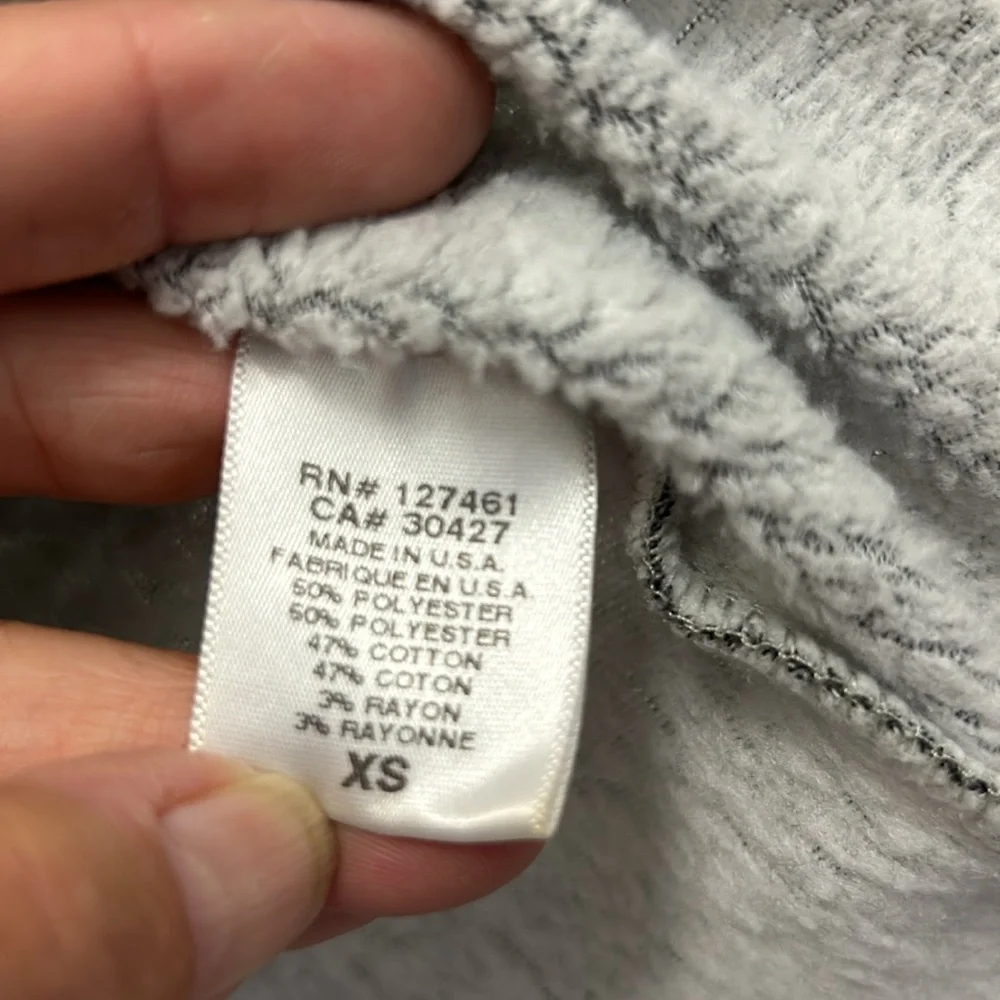 RN# 127461
CA# 30427
MADE IN U.S.A.
FABRIQUE EN U.S.A.
50% POLYESTER
50% POLYESTER
47% COTTON
47% COTON
3% RAYON
3% RAYONNE
XS